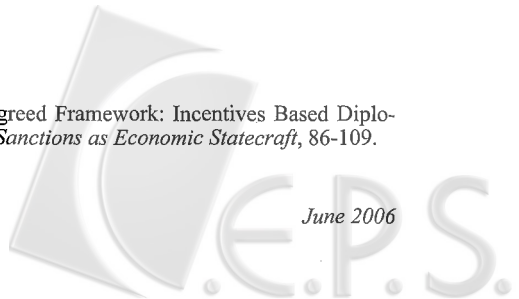 greed Framework: Incentives Based Diplo-
Sanctions as Economic Statecraft, 86-109.
June 2006
C.E.P.S.